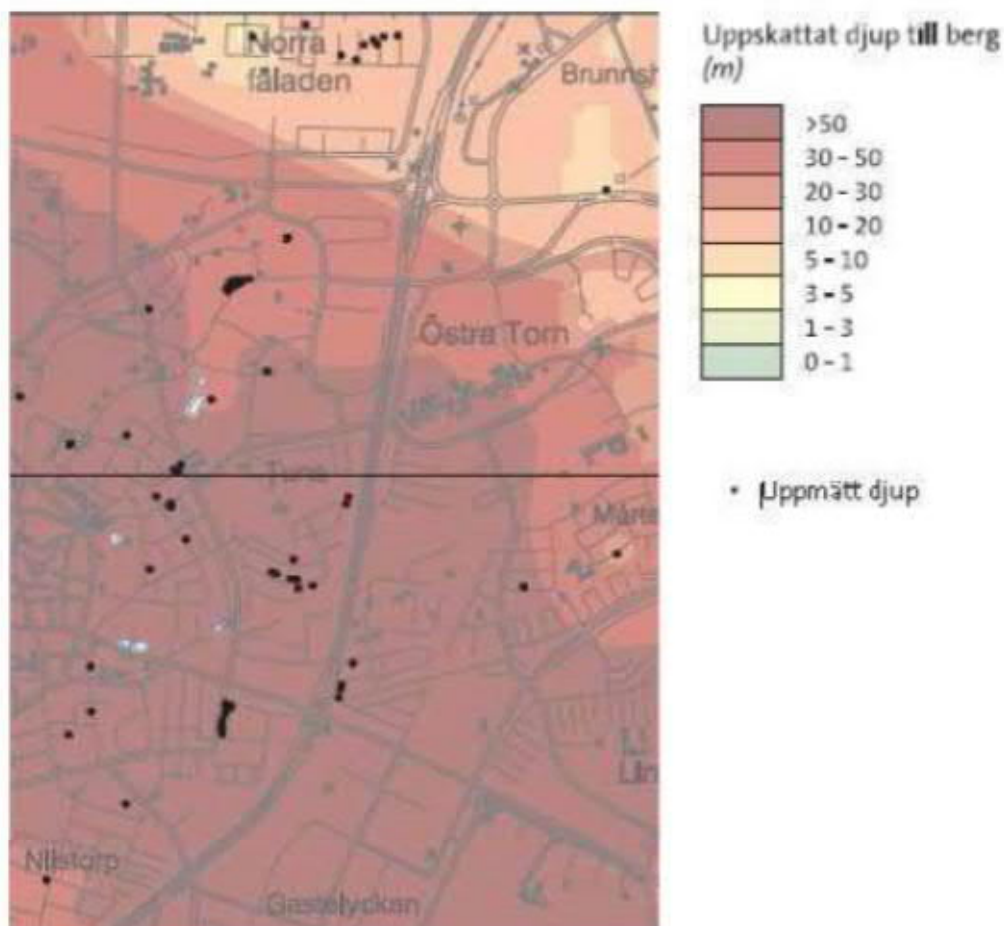 Uppskattat djup till berg
(m)
>50
30 - 50
20 - 30
10 - 20
5 - 10
3 - 5
1 - 3
0 - 1
Uppmätt djup
Norra
fäladen
Brunnsh
Östra Torn
Tuna
Mårte
Nilstorp
Gastelyckan